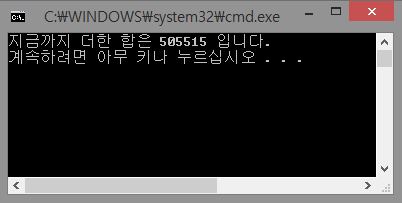 C:₩WINDOWS₩system32₩cmd.exe
지금까지 더한 합은 505515 입니다.
계속하려면 아무 키나 누르십시오 . . .